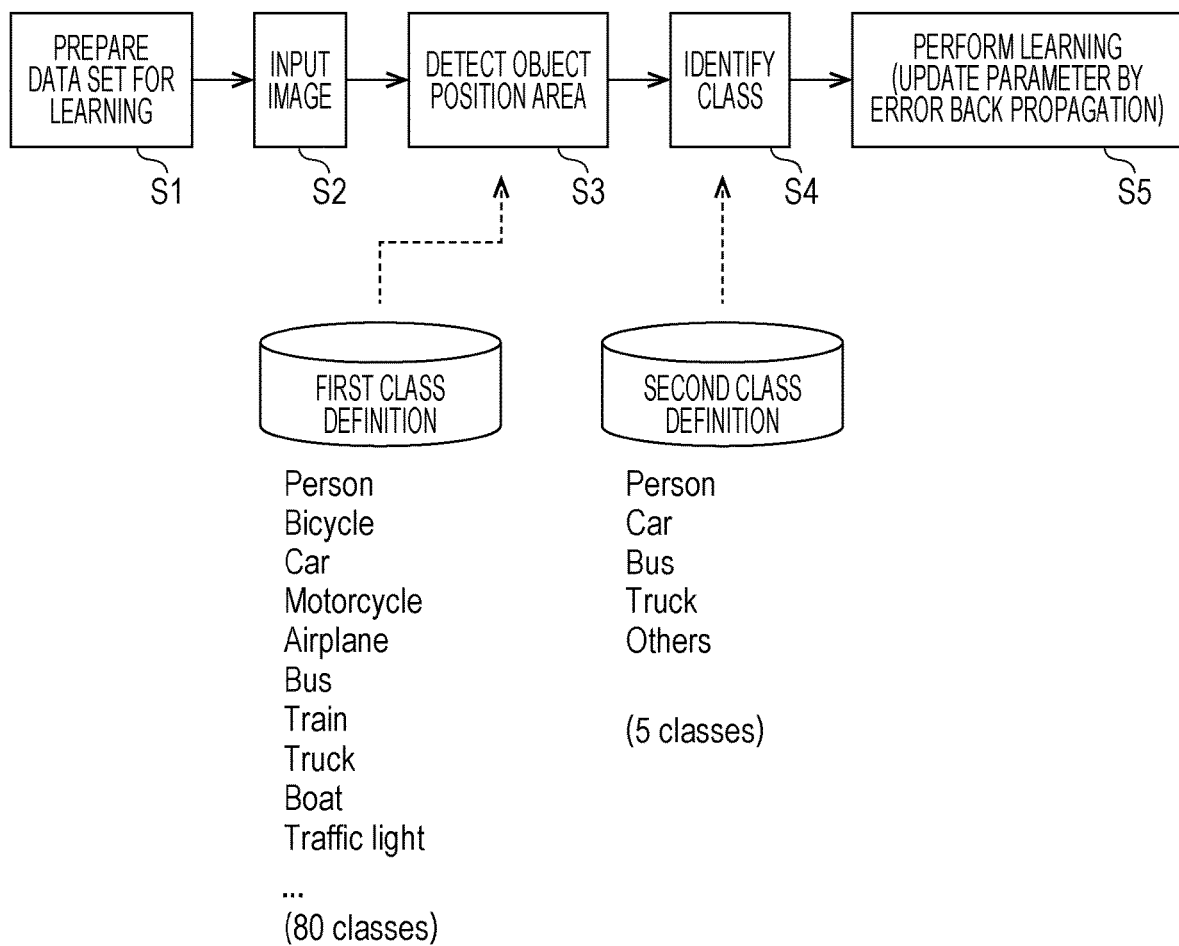 PREPARE
DATA SET FOR
LEARNING
INPUT
IMAGE
DETECT OBJECT
POSITION AREA
IDENTIFY
CLASS
PERFORM LEARNING
(UPDATE PARAMETER BY
ERROR BACK PROPAGATION)
S1
S2
S3
S4
S5
FIRST CLASS
DEFINITION
Person
Bicycle
Car
Motorcycle
Airplane
Bus
Train
Truck
Boat
Traffic light
...
(80 classes)
SECOND CLASS
DEFINITION
Person
Car
Bus
Truck
Others
(5 classes)